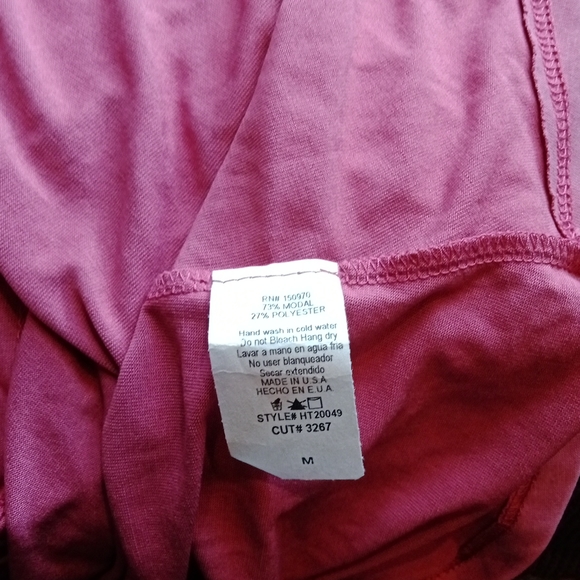 RN# 150970
73% MODAL
27% POLYESTER
Hand wash in cold water
Do not Bleach Hang dry
Lavar a mano en agua fria
No user blanqueador
Secar extendido
MADE IN U.S.A
HECHO EN E.U.A.
STYLE# HT20049
CUT# 3267
M